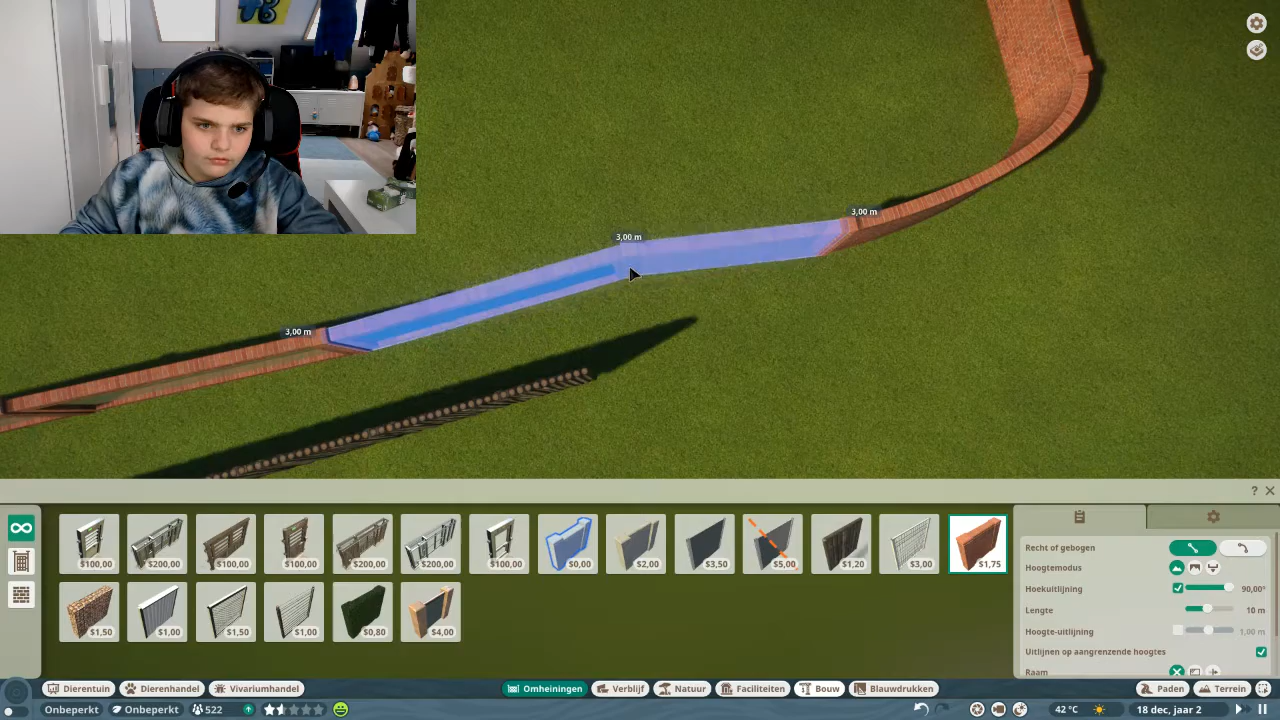 3,00 m
3,00 m
3,00 m
? ×
$100,00 $200,00 $100,00 $100,00 $200,00 $200,00 $100,00 $0,00 $2,00 $3,50 $5,00 $1,20 $3,00 $1,75
$1,50 $1,00 $1,50 $1,00 $0,80 $4,00
Recht of gebogen
Hoogtemodus
Hoekuitlijning 90,00°
Lengte 10 m
Hoogte-uitlijning 1,00 m
Uitlijnen op aangrenzende hoogtes
Raam
Dierentuin Dierenhandel Vivariumhandel Omheiningen Verblijf Natuur Faciliteiten Bouw Blauwdrukken Paden Terrein
Onbeperkt Onbeperkt 522 42 °C 18 dec, jaar 2